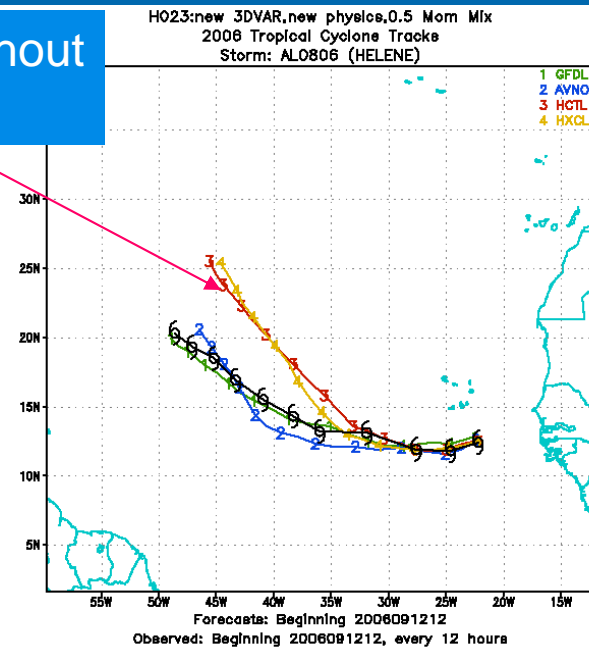 H023:new 3DVAR,new physics,0.5 Mom Mix
2006 Tropical Cyclone Tracks
Storm: AL0806 (HELENE)
hout
1 GFDL
2 AVNO
3 HCTL
4 HXCL
30N
25N
20N
15N
10N
5N
55W 50W 45W 40W 35W 30W 25W 20W 15W
Forecasts: Beginning 2006091212
Observed: Beginning 2006091212, every 12 hours